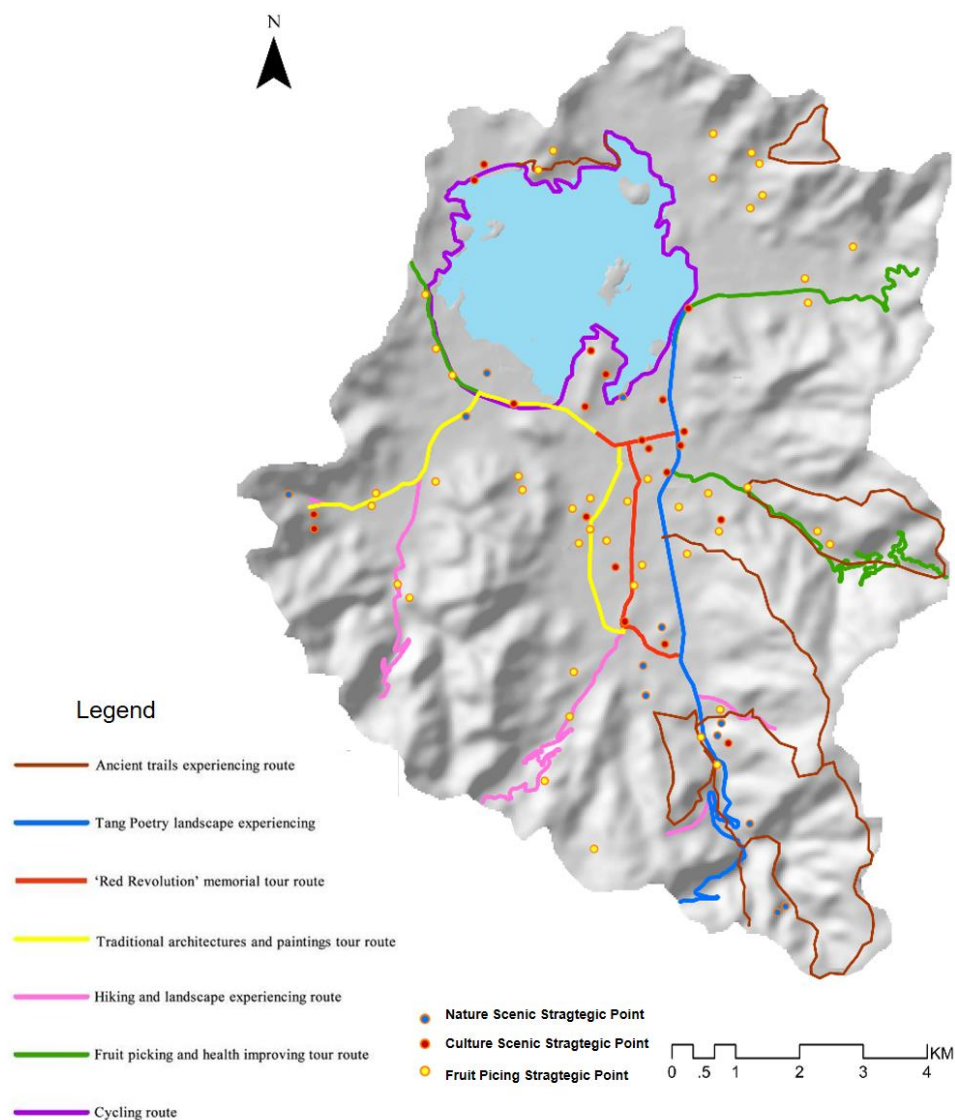 N
Legend
Ancient trails experiencing route
Tang Poetry landscape experiencing
‘Red Revolution’ memorial tour route
Traditional architectures and paintings tour route
Hiking and landscape experiencing route
Fruit picking and health improving tour route
Cycling route
Nature Scenic Stragtegic Point
Culture Scenic Stragtegic Point
Fruit Picing Stragtegic Point
KM
0 .5 1 2 3 4